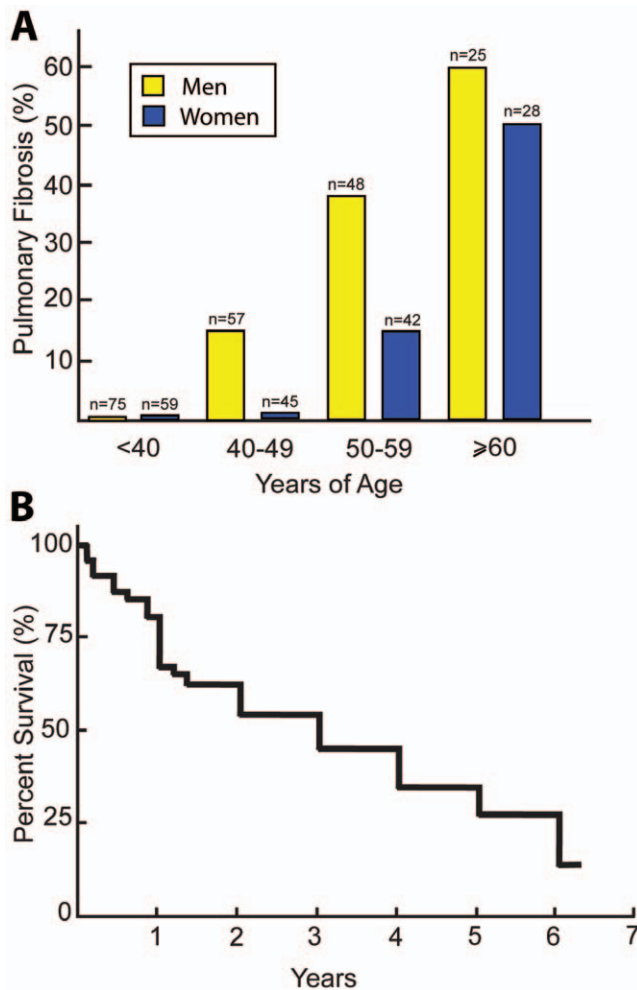 A
Pulmonary Fibrosis (%)
60
50
40
30
20
10
Men
Women
n=75
n=59
n=57
n=45
n=48
n=42
n=25
n=28
<40
40-49
50-59
⩾60
Years of Age
B
Percent Survival (%)
100
75
50
25
0
1
2
3
4
5
6
7
Years